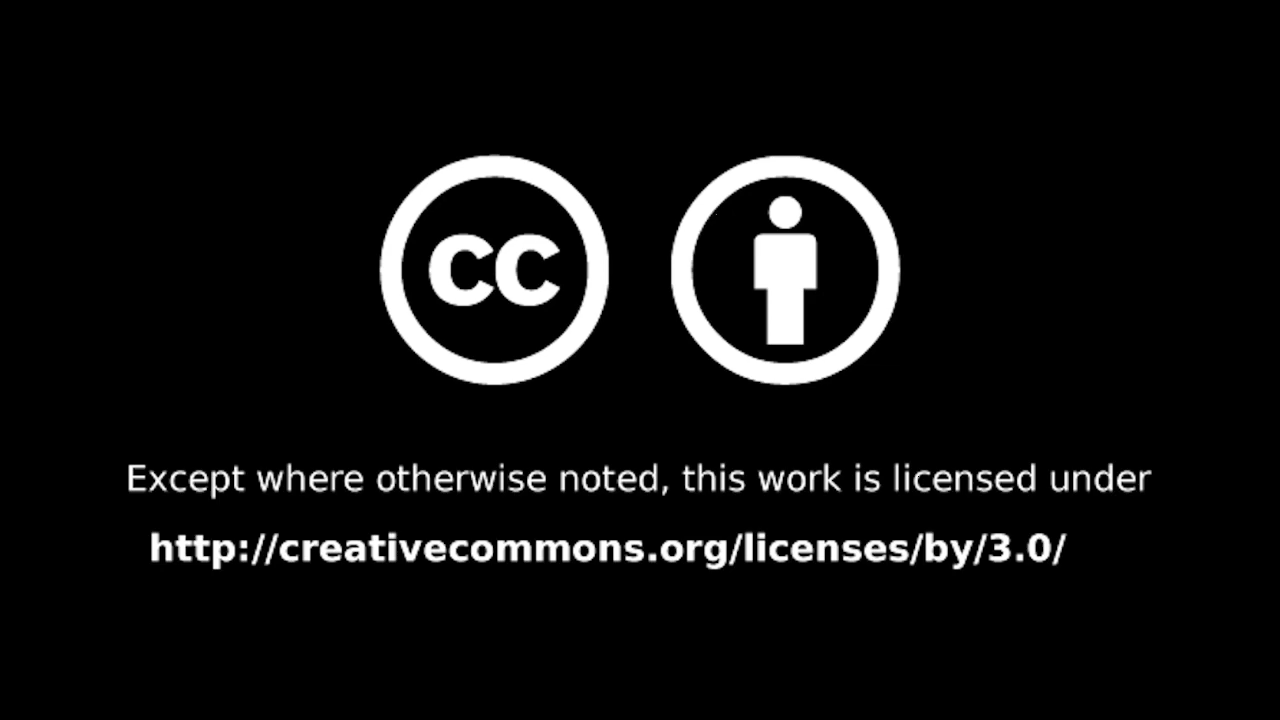 cc
Except where otherwise noted, this work is licensed under
http://creativecommons.org/licenses/by/3.0/